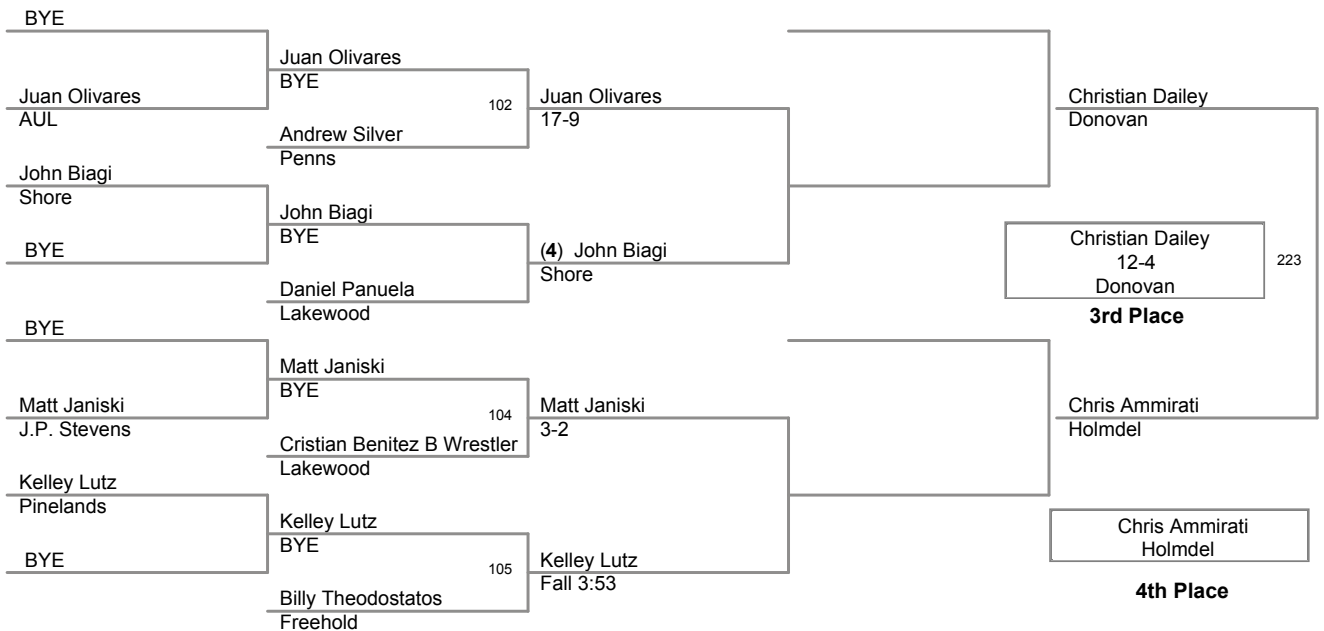 BYE
Juan Olivares
AUL
John Biagi
Shore
BYE
BYE
Matt Janiski
J.P. Stevens
Kelley Lutz
Pinelands
BYE
Juan Olivares
BYE
102
Andrew Silver
Penns
John Biagi
BYE
Daniel Panuela
Lakewood
Matt Janiski
BYE
104
Cristian Benitez B Wrestler
Lakewood
Kelley Lutz
BYE
105
Billy Theodostatos
Freehold
Juan Olivares
17-9
(4) John Biagi
Shore
Matt Janiski
3-2
Kelley Lutz
Fall 3:53
Christian Dailey
Donovan
Christian Dailey
12-4
Donovan
223
3rd Place
Chris Ammirati
Holmdel
Chris Ammirati
Holmdel
4th Place